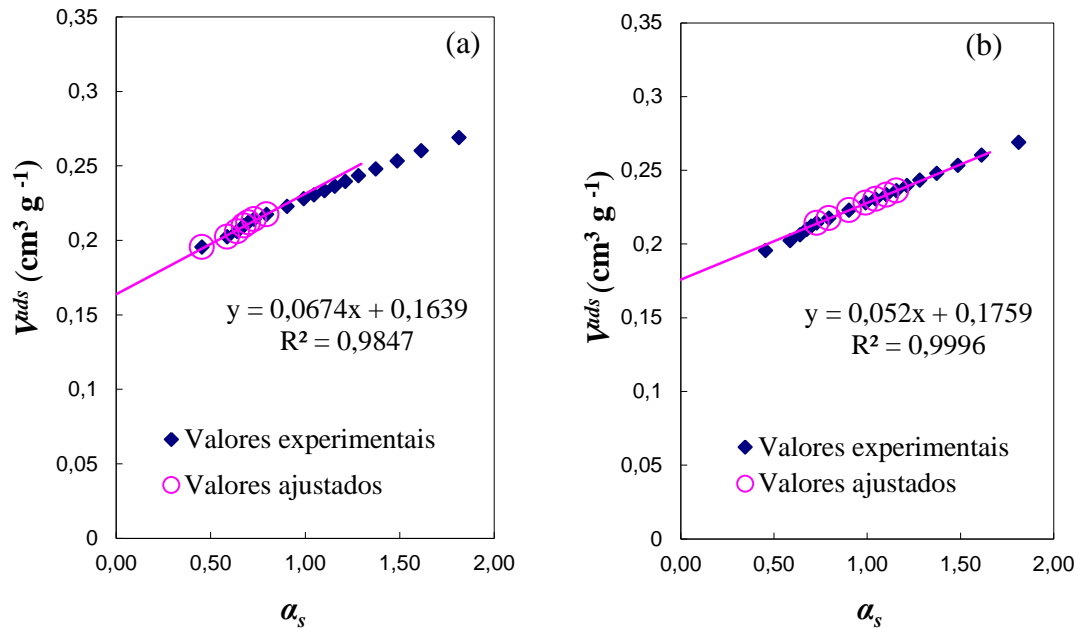 (a)
0,35
0,3
0,25
0,2
0,15
0,1
0,05
0
V^ads (cm³ g -1)
y = 0,0674x + 0,1639
R² = 0,9847
Valores experimentais
Valores ajustados
0,00 0,50 1,00 1,50 2,00
αs
(b)
0,35
0,3
0,25
0,2
0,15
0,1
0,05
0
V^ads (cm³ g -1)
y = 0,052x + 0,1759
R² = 0,9996
Valores experimentais
Valores ajustados
0,00 0,50 1,00 1,50 2,00
αs